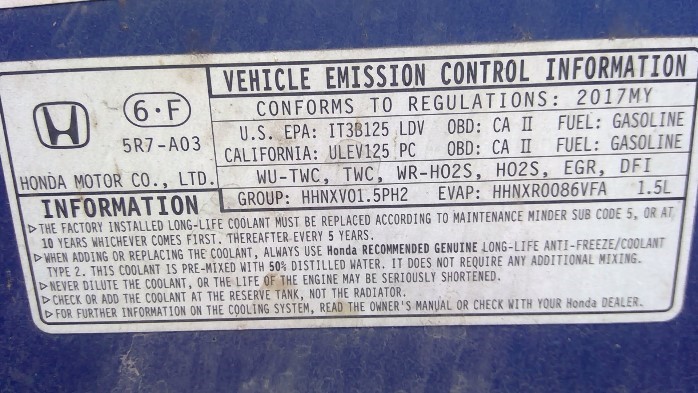 VEHICLE EMISSION CONTROL INFORMATION
6·F
5R7-A03
HONDA MOTOR CO., LTD.
CONFORMS TO REGULATIONS: 2017MY
U.S. EPA: IT3B125 LDV OBD: CA II FUEL: GASOLINE
CALIFORNIA: ULEV125 PC OBD: CA II FUEL: GASOLINE
WU-TWC, TWC, WR-HO2S, HO2S, EGR, DFI
GROUP: HHNXV01.5PH2 EVAP: HHNXR0086VFA 1.5L
INFORMATION
▷THE FACTORY INSTALLED LONG-LIFE COOLANT MUST BE REPLACED ACCORDING TO MAINTENANCE MINDER SUB CODE 5, OR AT
10 YEARS WHICHEVER COMES FIRST. THEREAFTER EVERY 5 YEARS.
▷WHEN ADDING OR REPLACING THE COOLANT, ALWAYS USE Honda RECOMMENDED GENUINE LONG-LIFE ANTI-FREEZE/COOLANT
TYPE 2. THIS COOLANT IS PRE-MIXED WITH 50% DISTILLED WATER. IT DOES NOT REQUIRE ANY ADDITIONAL MIXING.
▷NEVER DILUTE THE COOLANT, OR THE LIFE OF THE ENGINE MAY BE SERIOUSLY SHORTENED.
▷CHECK OR ADD THE COOLANT AT THE RESERVE TANK, NOT THE RADIATOR.
▷FOR FURTHER INFORMATION ON THE COOLING SYSTEM, READ THE OWNER'S MANUAL OR CHECK WITH YOUR Honda DEALER.